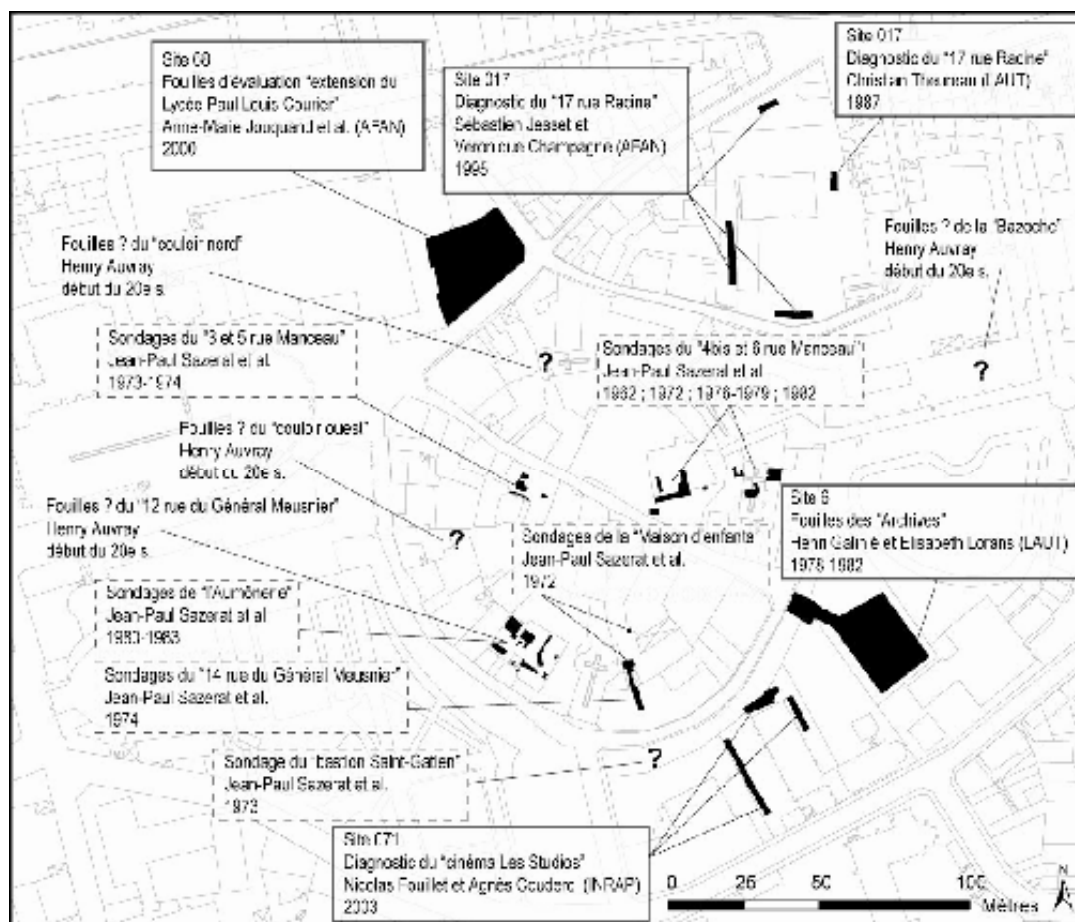 Site 08
Fouilles d'évaluation "extension du
Lycée Paul Louis Courier"
Anne-Marie Jouquand et al. (AFAN)
2000
Site 017
Diagnostic du "17 rue Racine"
Sébastien Jesset et
Véronique Champagne (AFAN)
1995
Site 017
Diagnostic du "17 rue Racine"
Christian Theureau (LAUT)
1987
Fouilles ? du "couloir nord"
Henry Auvray
début du 20e s.
Fouilles ? de la "Bazoche"
Henry Auvray
début du 20e s.
Sondages du "3 et 5 rue Manceau"
Jean-Paul Sazerat et al.
1973-1974
?
Sondages du "4bis et 6 rue Manceau"
Jean-Paul Sazerat et al.
1962 ; 1972 ; 1976-1979 ; 1982
?
Fouilles ? du "couloir ouest"
Henry Auvray
début du 20e s.
Fouilles ? du "12 rue du Général Meusnier"
Henry Auvray
début du 20e s.
?
Sondages de la "Maison d'enfants"
Jean-Paul Sazerat et al.
1972
Site 6
Fouilles des "Archives"
Henri Galinié et Elisabeth Lorans (LAUT)
1978-1982
Sondages de "l'Aumônerie"
Jean-Paul Sazerat et al.
Sondages du "14 rue du Général Meusnier"
Jean-Paul Sazerat et al.
1974
Sondage du "bastion Saint-Gatien"
Jean-Paul Sazerat et al.
1973
?
Site 071
Diagnostic du "cinéma Les Studios"
Nicolas Fouillet et Agnès Couderc (INRAP)
2003
0 25 50 100
Mètres
N